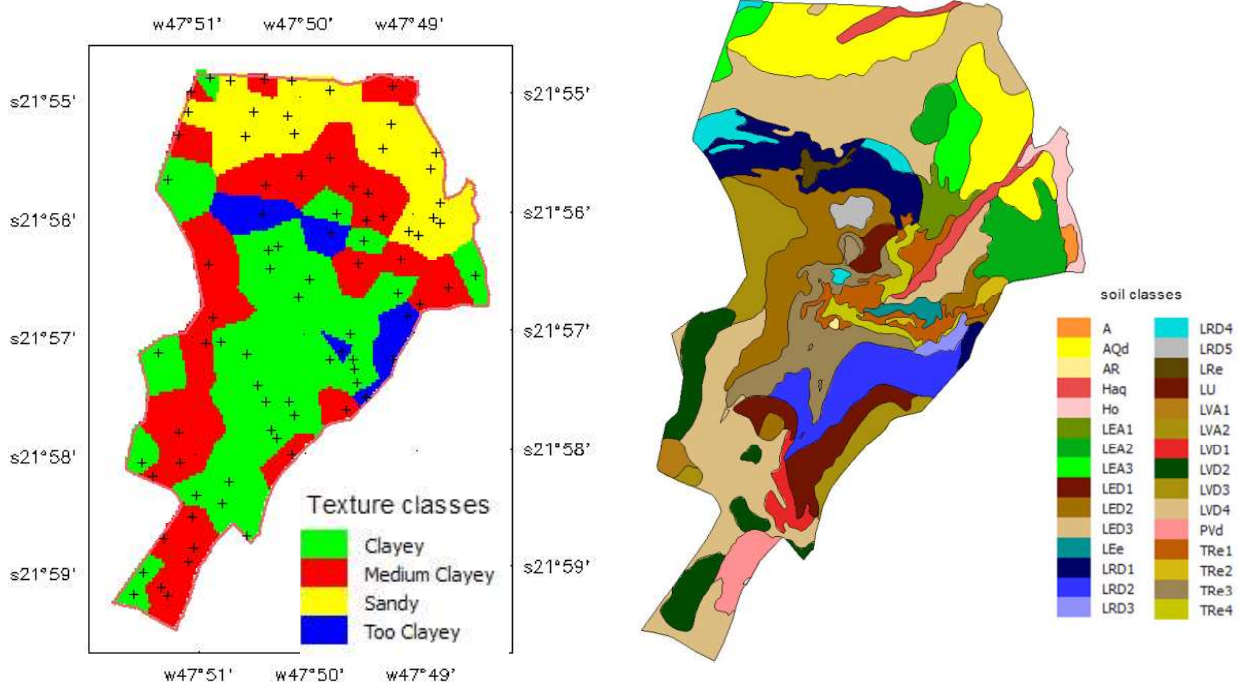 w47°51' w47°50' w47°49'
s21°55'
s21°56'
s21°57'
s21°58'
s21°59'
s21°55'
s21°56'
s21°57'
s21°58'
s21°59'
Texture classes
Clayey
Medium Clayey
Sandy
Too Clayey
w47°51' w47°50' w47°49'
soil classes
A
AQd
AR
Haq
Ho
LEA1
LEA2
LEA3
LED1
LED2
LED3
LEe
LRD1
LRD2
LRD3
LRD4
LRD5
LRe
LU
LVA1
LVA2
LVD1
LVD2
LVD3
LVD4
PVd
TRe1
TRe2
TRe3
TRe4